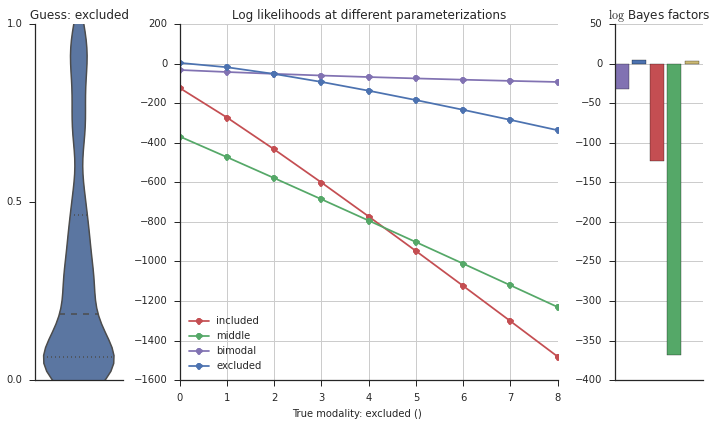 Guess: excluded
1.0
0.5
0.0
Log likelihoods at different parameterizations
200
0
−200
−400
−600
−800
−1000
−1200
−1400
−1600
included
middle
bimodal
excluded
0 1 2 3 4 5 6 7 8
True modality: excluded ()
log Bayes factors
50
0
−50
−100
−150
−200
−250
−300
−350
−400